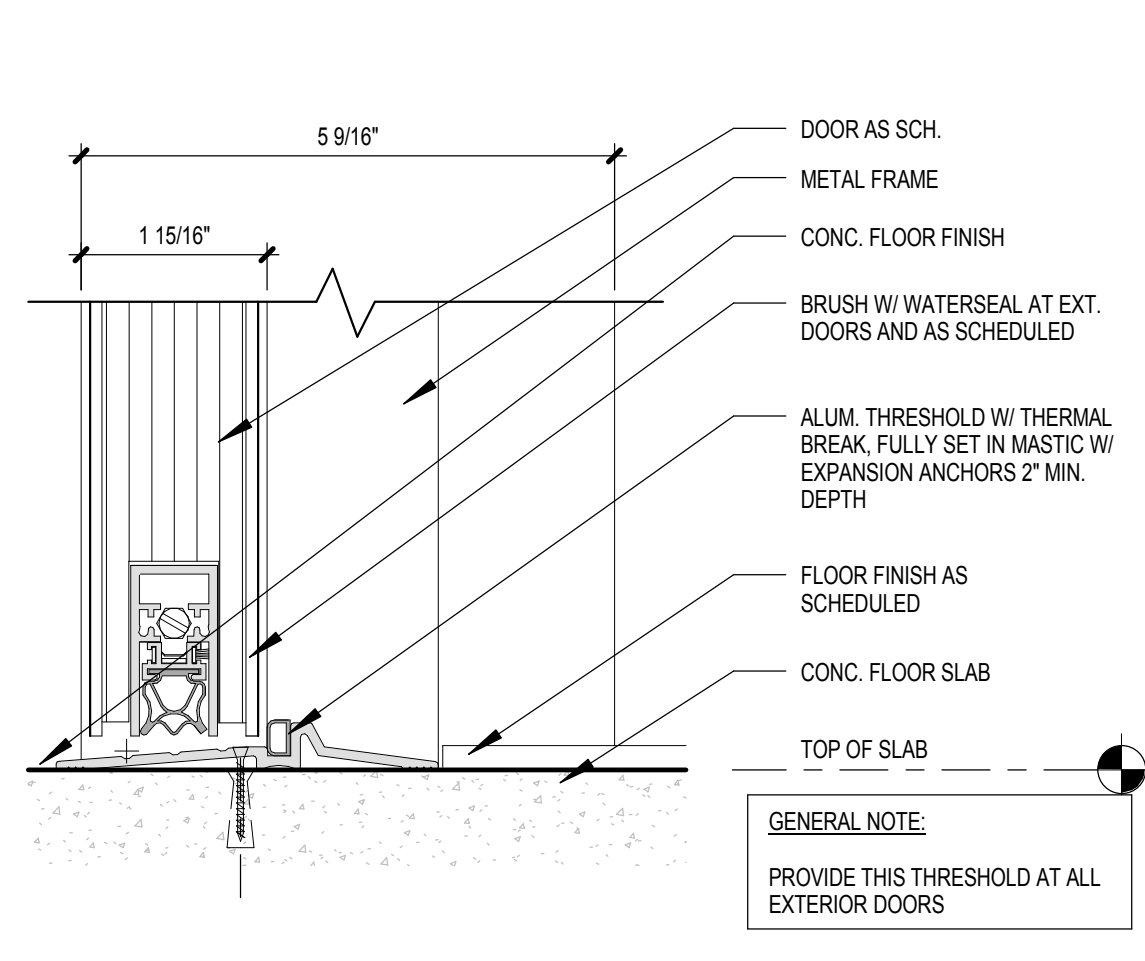 5 9/16"
1 15/16"
DOOR AS SCH.
METAL FRAME
CONC. FLOOR FINISH
BRUSH W/ WATERSEAL AT EXT.
DOORS AND AS SCHEDULED
ALUM. THRESHOLD W/ THERMAL
BREAK, FULLY SET IN MASTIC W/
EXPANSION ANCHORS 2" MIN.
DEPTH
FLOOR FINISH AS
SCHEDULED
CONC. FLOOR SLAB
TOP OF SLAB
GENERAL NOTE:
PROVIDE THIS THRESHOLD AT ALL
EXTERIOR DOORS